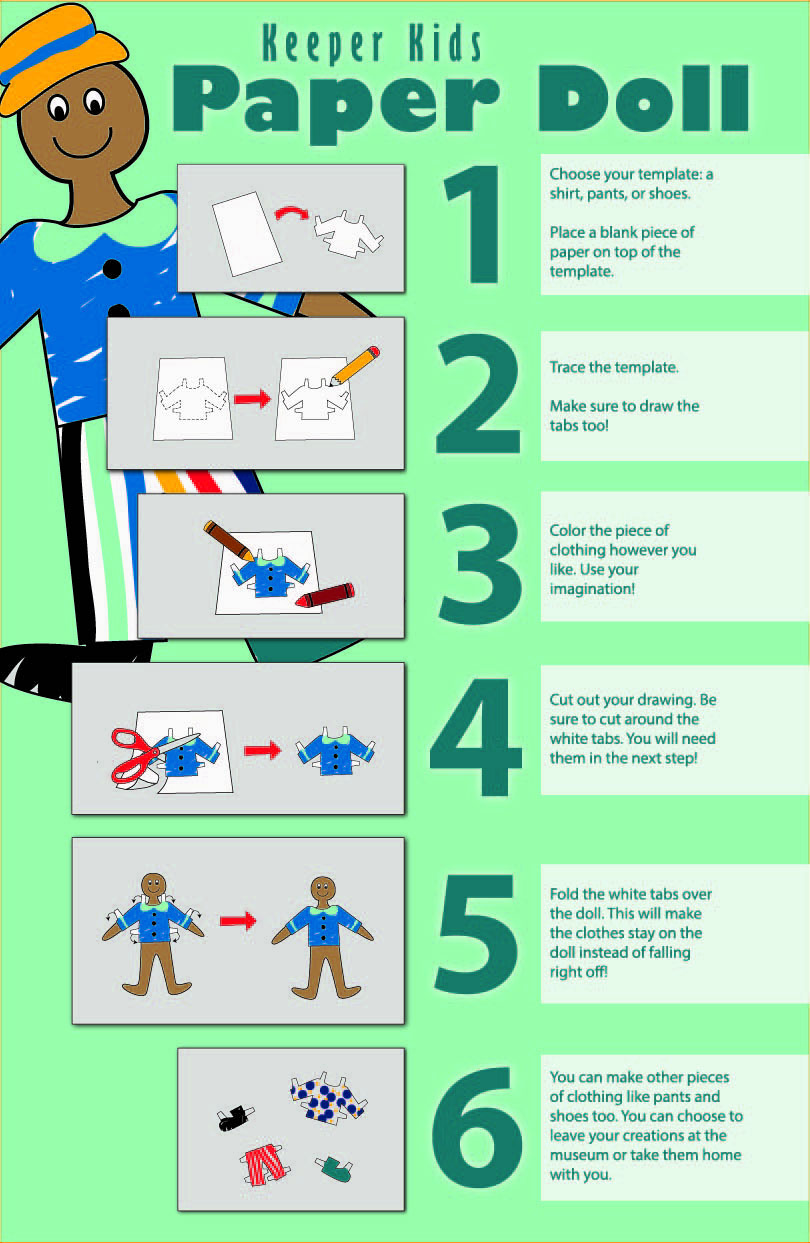 Keeper Kids
Paper Doll
1
Choose your template: a
shirt, pants, or shoes.
Place a blank piece of
paper on top of the
template.
2
Trace the template.
Make sure to draw the
tabs too!
3
Color the piece of
clothing however you
like. Use your
imagination!
4
Cut out your drawing. Be
sure to cut around the
white tabs. You will need
them in the next step!
5
Fold the white tabs over
the doll. This will make
the clothes stay on the
doll instead of falling
right off!
6
You can make other pieces
of clothing like pants and
shoes too. You can choose to
leave your creations at the
museum or take them home
with you.